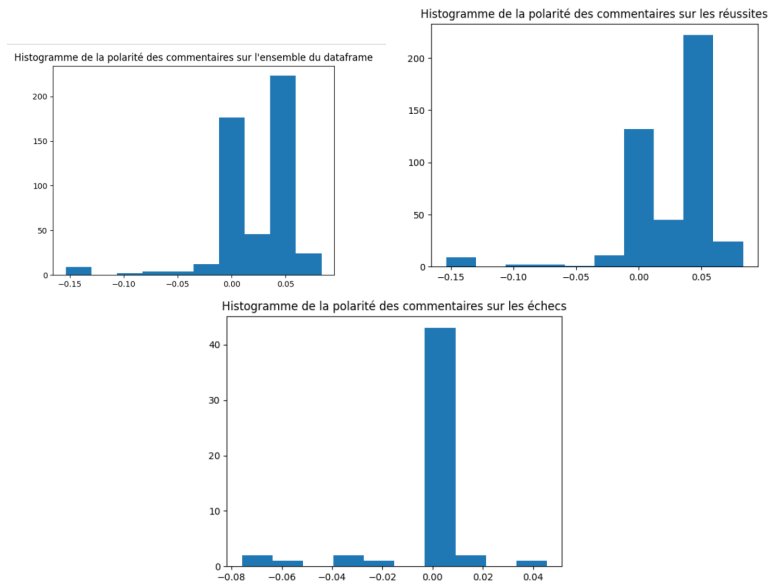 Histogramme de la polarité des commentaires sur l'ensemble du dataframe
200
150
100
50
0
−0.15 −0.10 −0.05 0.00 0.05
Histogramme de la polarité des commentaires sur les réussites
200
150
100
50
0
−0.15 −0.10 −0.05 0.00 0.05
Histogramme de la polarité des commentaires sur les échecs
40
30
20
10
0
−0.08 −0.06 −0.04 −0.02 0.00 0.02 0.04